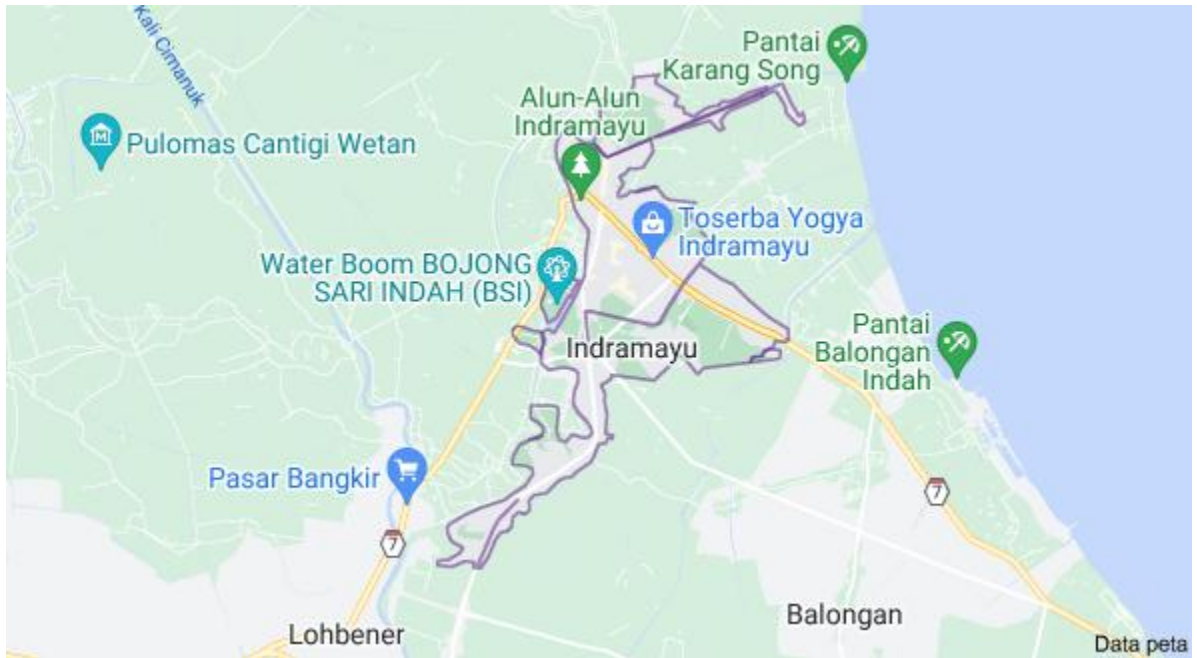 Kali Cimanuk
Pantai
Karang Song
Alun-Alun
Indramayu
Pulomas Cantigi Wetan
Toserba Yogya
Indramayu
Water Boom BOJONG
SARI INDAH (BSI)
Pantai
Balongan
Indah
Indramayu
Pasar Bangkir
7
7
Balongan
Lohbener
Data peta